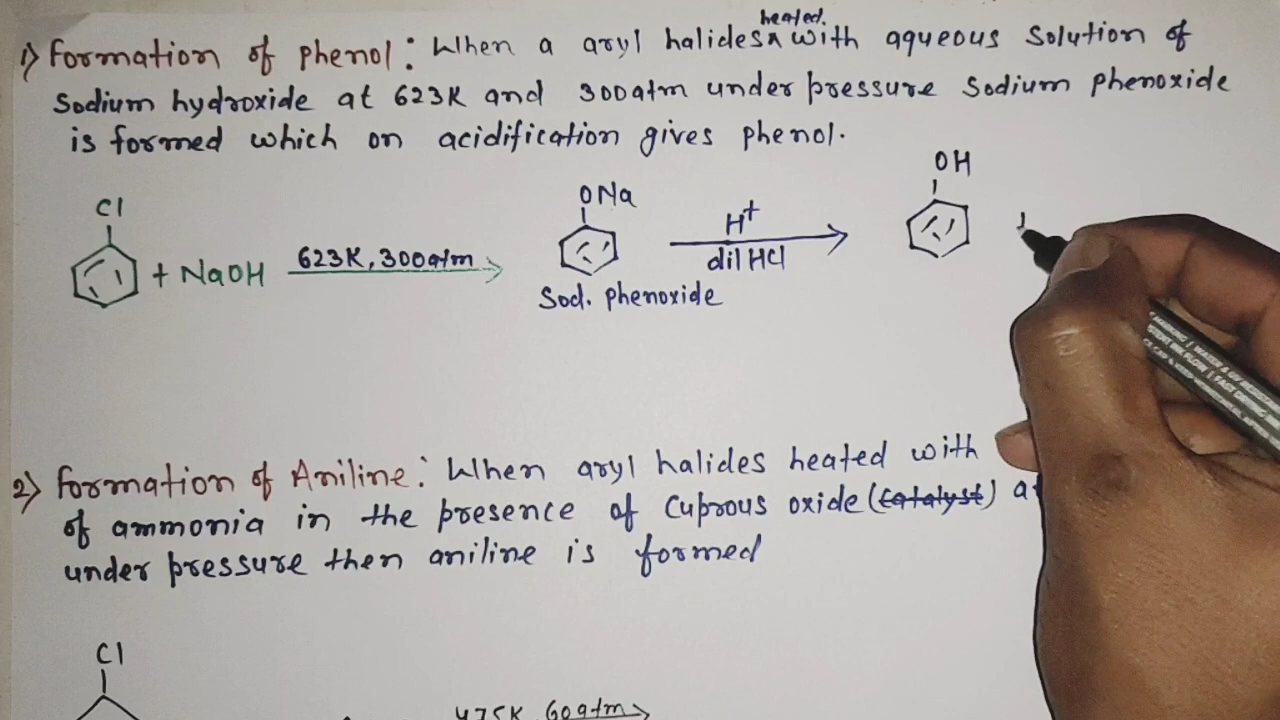 1) Formation of phenol: When a aryl halides ^ heated. with aqueous solution of
Sodium hydroxide at 623K and 300atm under pressure Sodium phenoxide
is formed which on acidification gives phenol.
Cl
ONa
OH
+ NaOH 623K, 300atm
H+
dil HCl
Sod. phenoxide
2) Formation of Aniline: When aryl halides heated with
of ammonia in the presence of Cuprous oxide (catalyst)
under pressure then aniline is formed
Cl
475K, 60atm